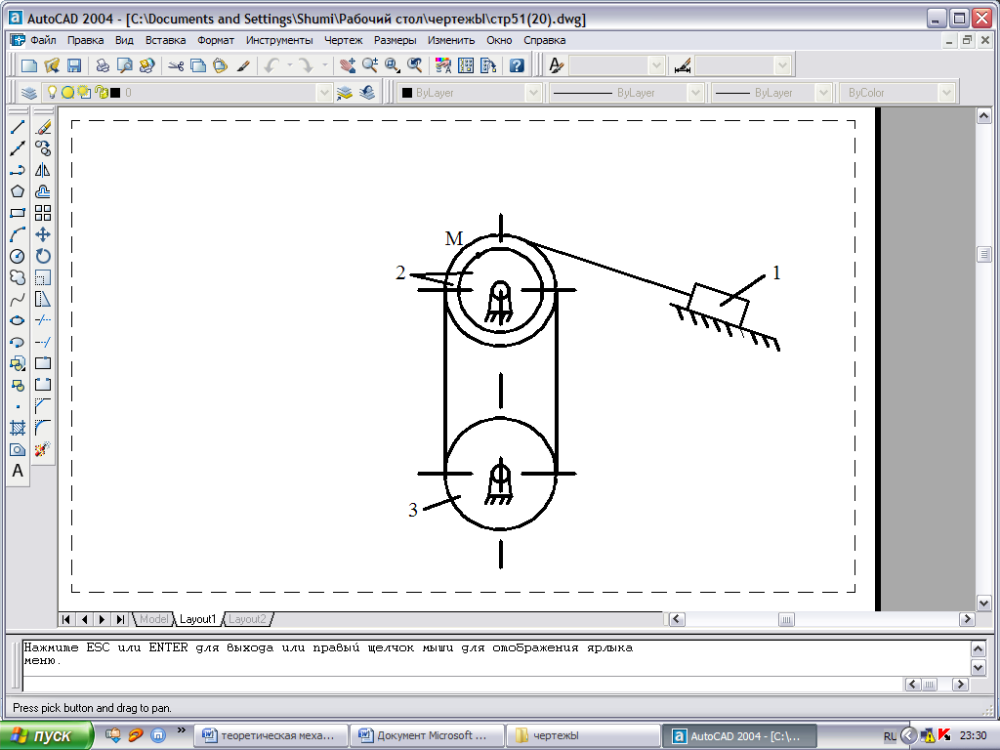 AutoCAD 2004 - [C:\Documents and Settings\Shumi\Рабочий стол\чертежЫ\стр51(20).dwg]
Файл Правка Вид Вставка Формат Инструменты Чертеж Размеры Изменить Окно Справка
0 ByLayer ByLayer ByLayer ByColor
M
2
1
3
Model Layout1 Layout2
Нажмите ESC или ENTER для выхода или правый щелчок мыши для отображения ярлыка
меню.
Press pick button and drag to pan.
пуск » теоретическая меха... Документ Microsoft ... чертежЫ AutoCAD 2004 - [C:\... RU 23:30